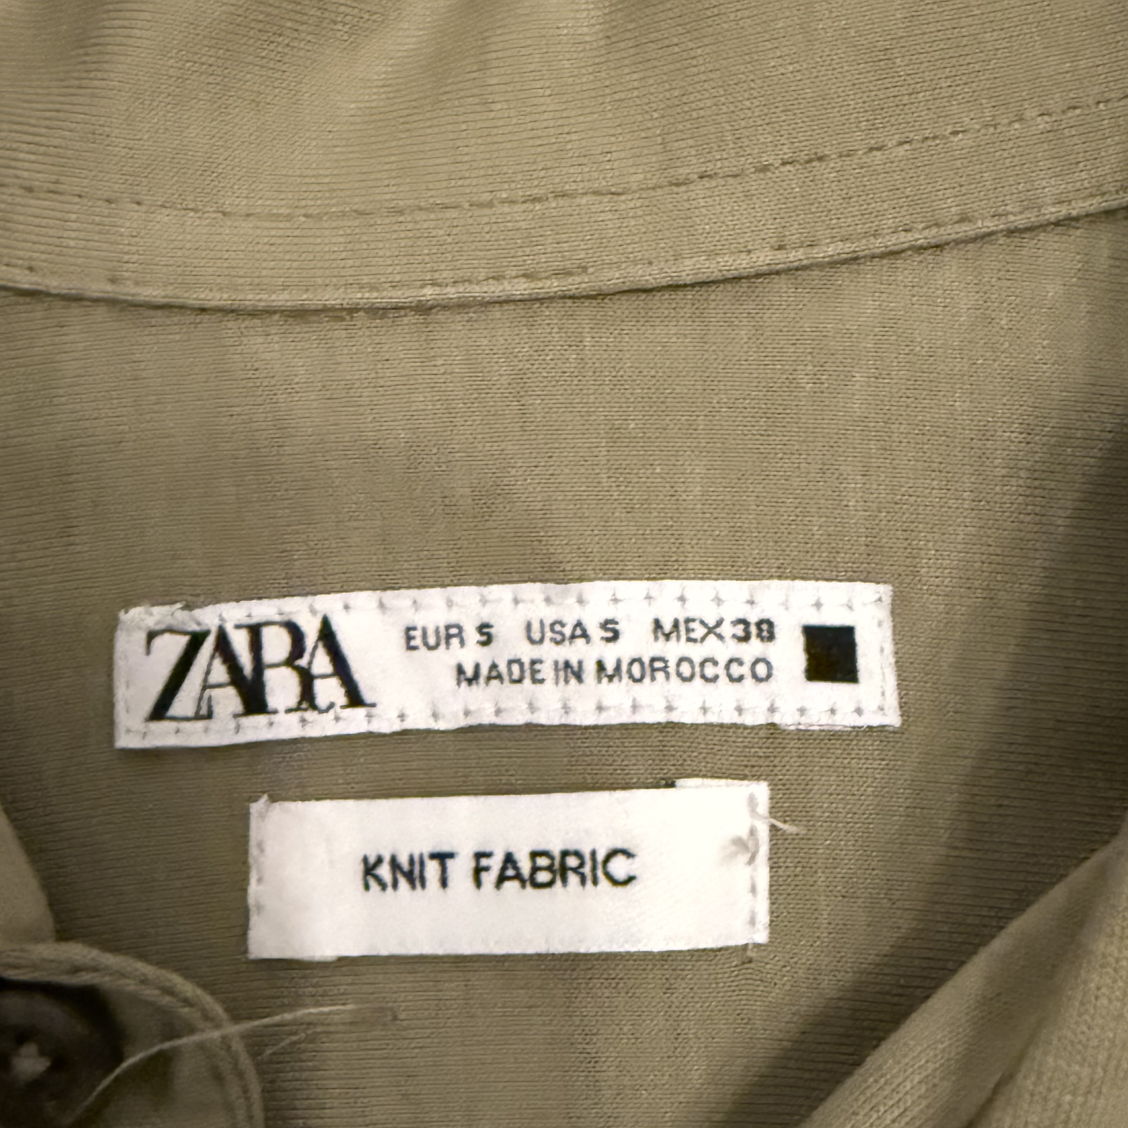 ZARA
EUR S USA S MEX 38
MADE IN MOROCCO
KNIT FABRIC